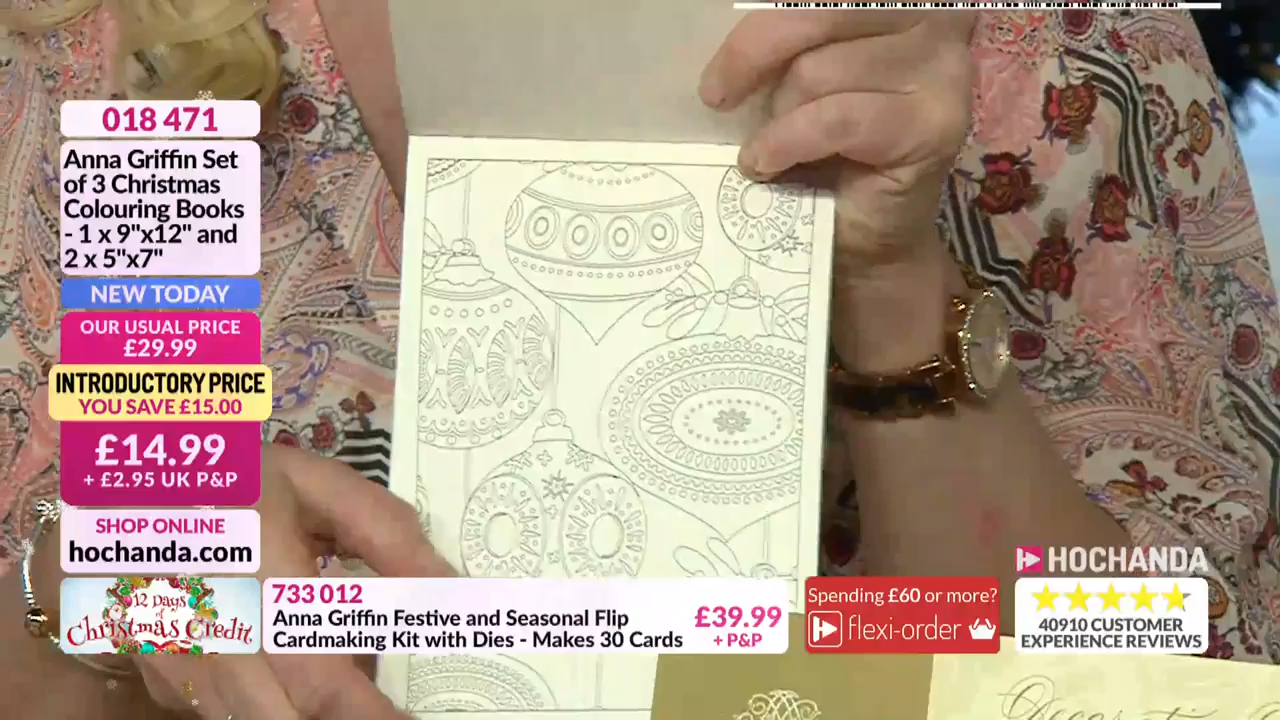 018 471
Anna Griffin Set
of 3 Christmas
Colouring Books
- 1 x 9"x12" and
2 x 5"x7"
NEW TODAY
OUR USUAL PRICE
£29.99
INTRODUCTORY PRICE
YOU SAVE £15.00
£14.99
+ £2.95 UK P&P
SHOP ONLINE
hochanda.com
12 Days
of
Christmas Credit
733 012
Anna Griffin Festive and Seasonal Flip
Cardmaking Kit with Dies - Makes 30 Cards
£39.99
+ P&P
Spending £60 or more?
flexi-order
HOCHANDA
40910 CUSTOMER
EXPERIENCE REVIEWS